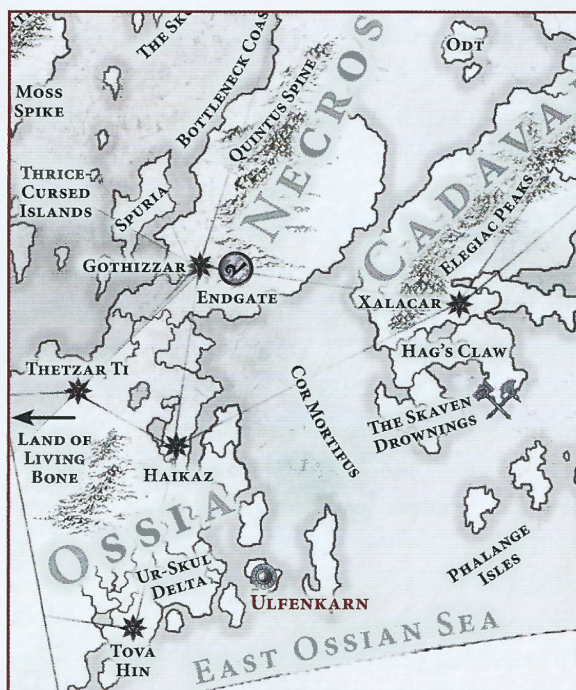 The Sku
Bottleneck Coas
Moss
Spike
Quintus Spine
Necros
Odt
Thrice-
Cursed
Islands
Spuria
Cadava
Elegiac Peaks
Gothizzar
Endgate
Xalacar
Hag's Claw
Thetzar Ti
Cor Mortifus
The Skaven
Drownings
Land of
Living
Bone
Haikaz
Ossia
Phalange
Isles
Ur-Skul
Delta
Ulfenkarn
Tova
Hin
East Ossian Sea